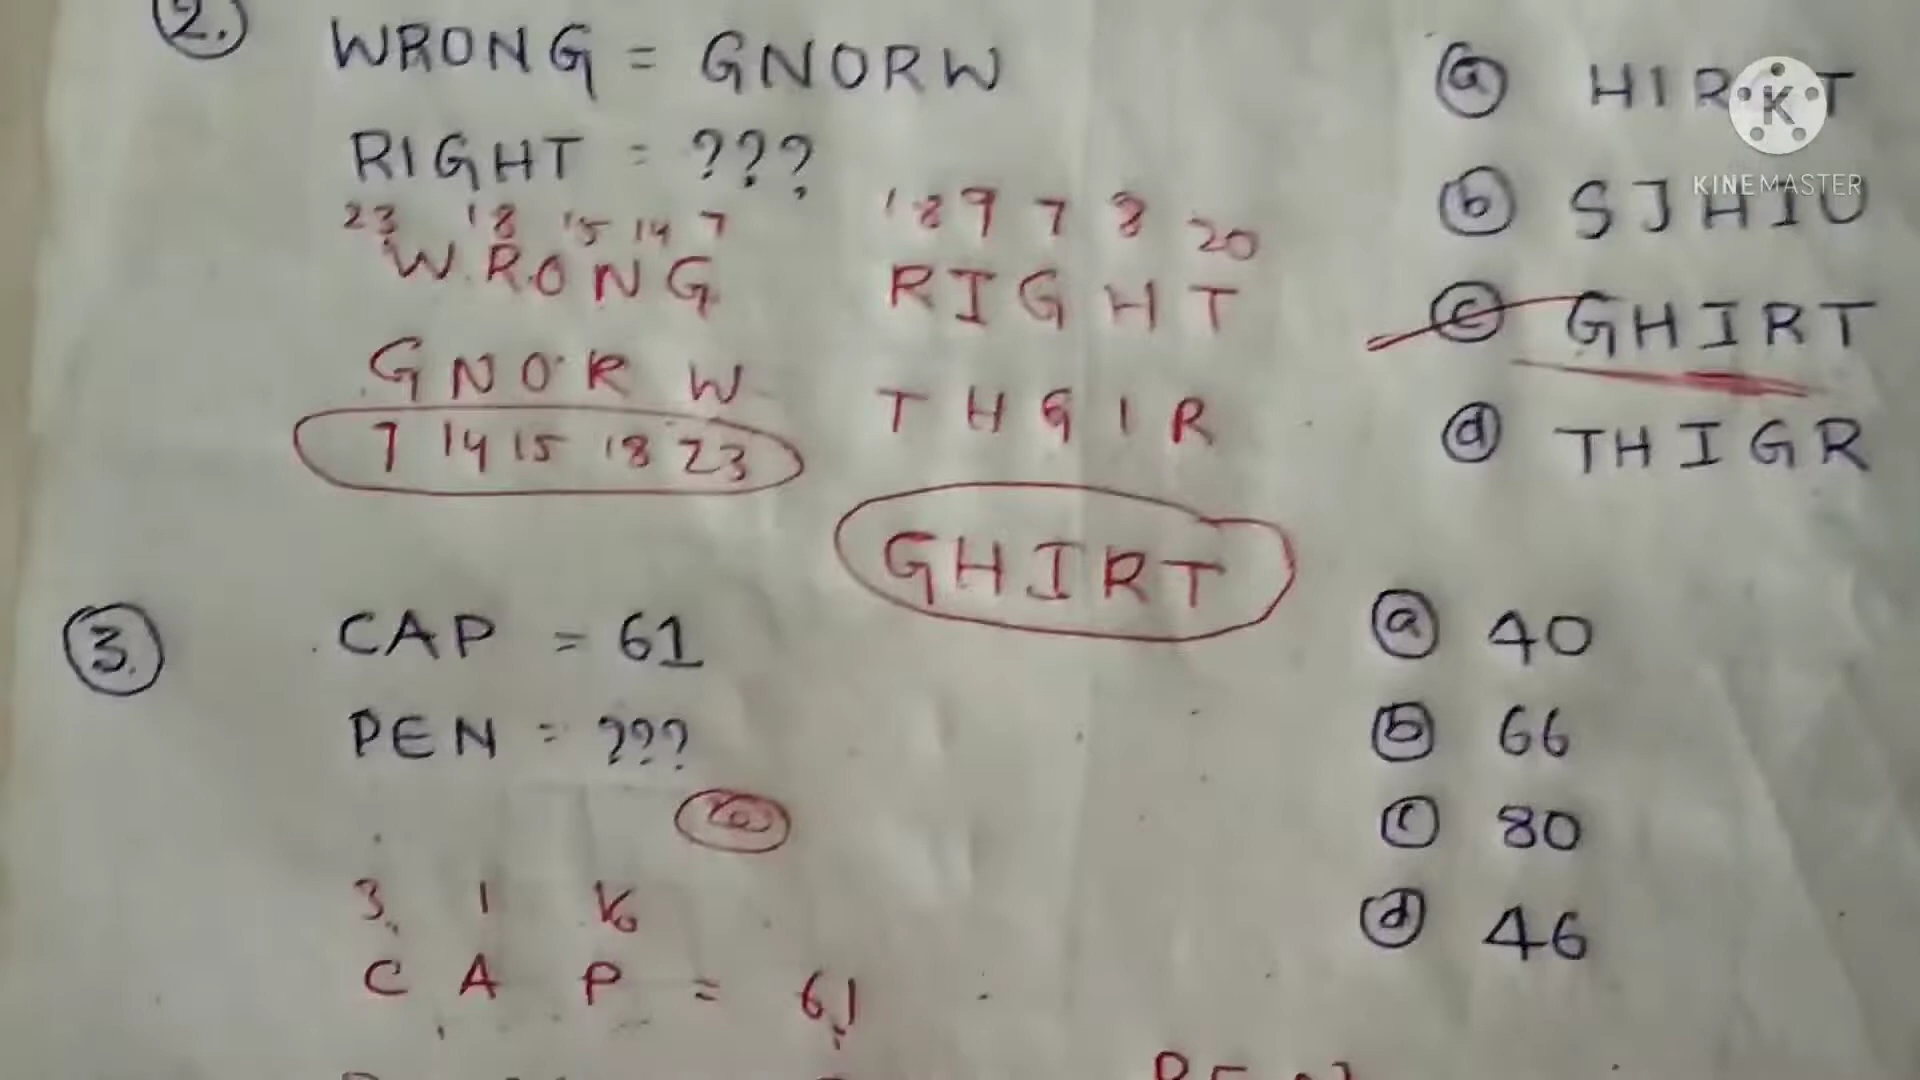 2.
WRONG = GNORW
RIGHT = ???
23 18 15 14 7
WRONG
GNORW
7 14 15 18 23
18 9 7 8 20
RIGHT
THGIR
GHIRT
a
b SJHIU
c GHIRT
d THIGR
K
KINEMASTER
3.
CAP = 61
PEN = ???
3 1 16
CAP = 61
a 40
b 66
c 80
d 46